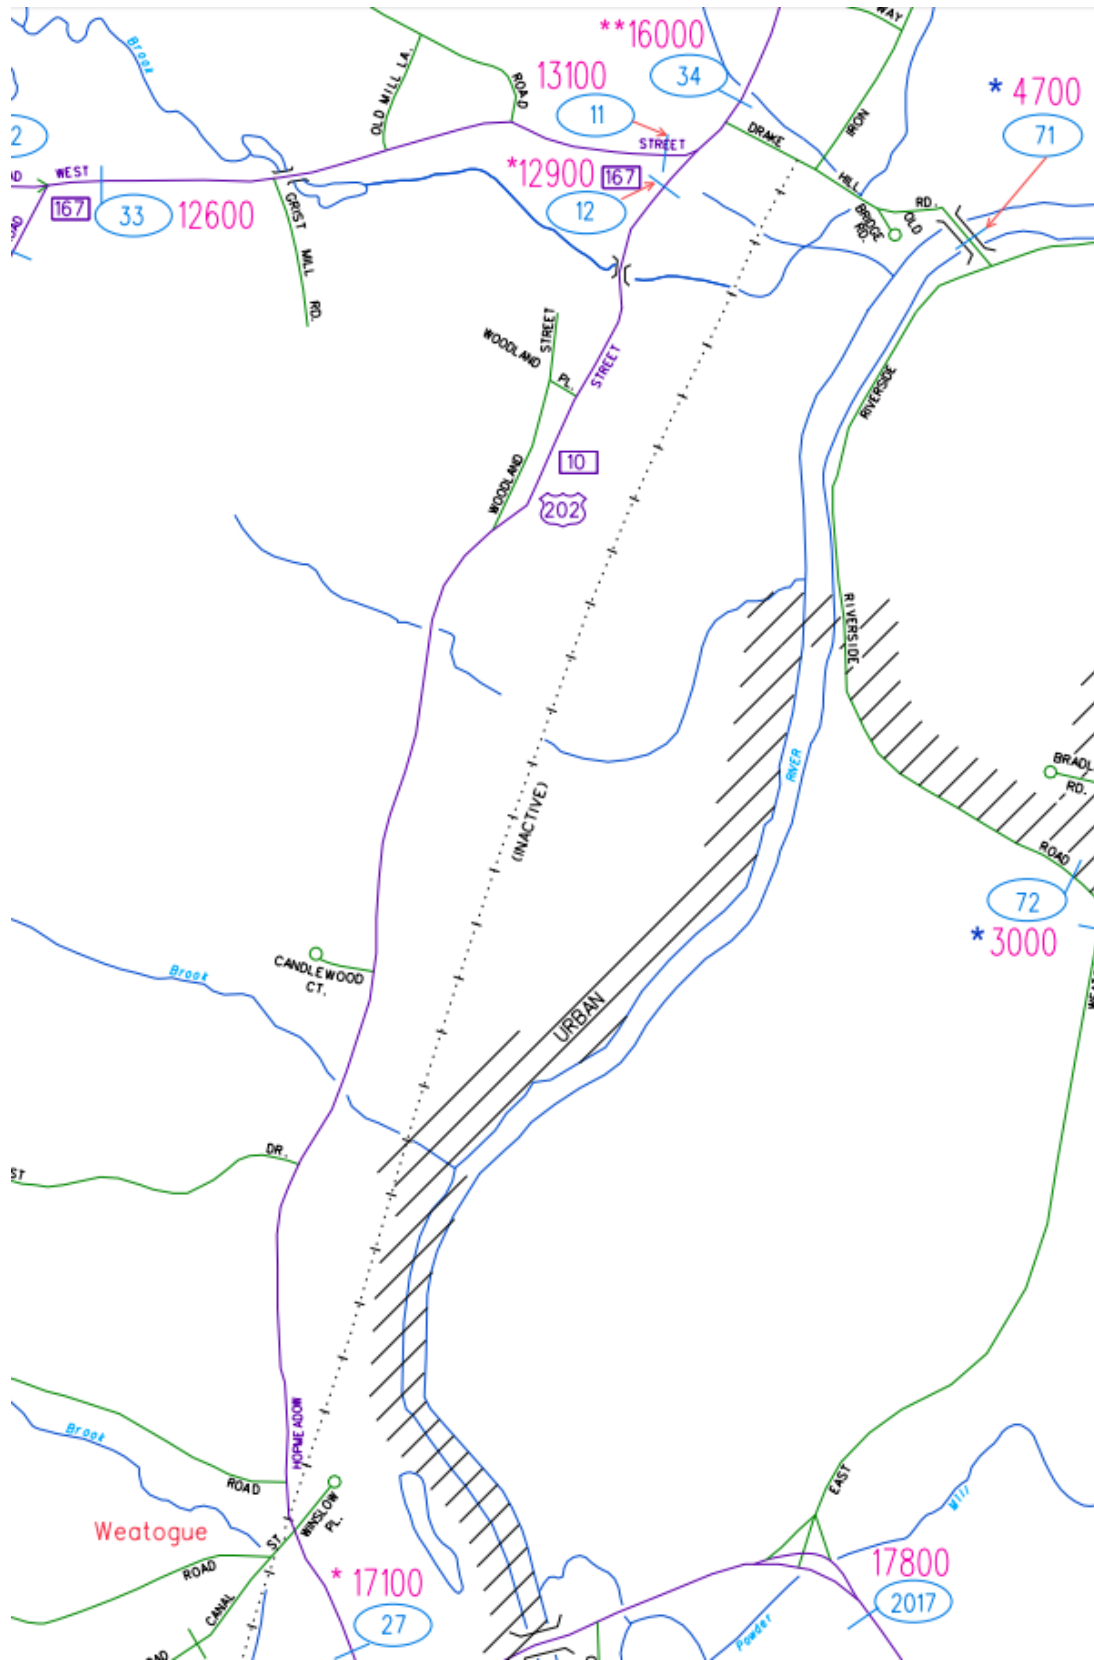 WAY
**16000
34
13100
11
* 4700
71
Brook
OLD MILL LA.
ROAD
STREET
DRAKE
IRON
HILL
RD.
BRIDGE
RD.
OLD
2
WEST
167
33
12600
*12900
167
12
GRIST
MILL
RD.
WOODLAND
STREET
PL.
STREET
RIVERSIDE
WOODLAND
10
202
RIVERSIDE
RIVER
(INACTIVE)
BRADL
RD.
ROAD
72
* 3000
CANDLEWOOD
CT.
Brook
URBAN
DR.
ST
HOPMEADOW
Brook
ROAD
WINSLOW
PL.
EAST
Mill
Weatogue
ST.
ROAD
CANAL
* 17100
27
17800
2017
Powder